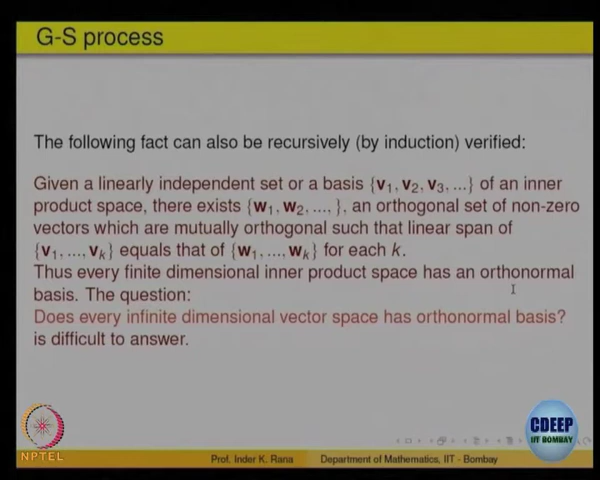 G-S process
The following fact can also be recursively (by induction) verified:
Given a linearly independent set or a basis {v₁, v₂, v₃, ...} of an inner
product space, there exists {w₁, w₂, ..., }, an orthogonal set of non-zero
vectors which are mutually orthogonal such that linear span of
{v₁, ..., vₖ} equals that of {w₁, ..., wₖ} for each k.
Thus every finite dimensional inner product space has an orthonormal
basis. The question:
Does every infinite dimensional vector space has orthonormal basis?
is difficult to answer.
NPTEL
CDEEP
IIT BOMBAY
Prof. Inder K. Rana Department of Mathematics, IIT - Bombay